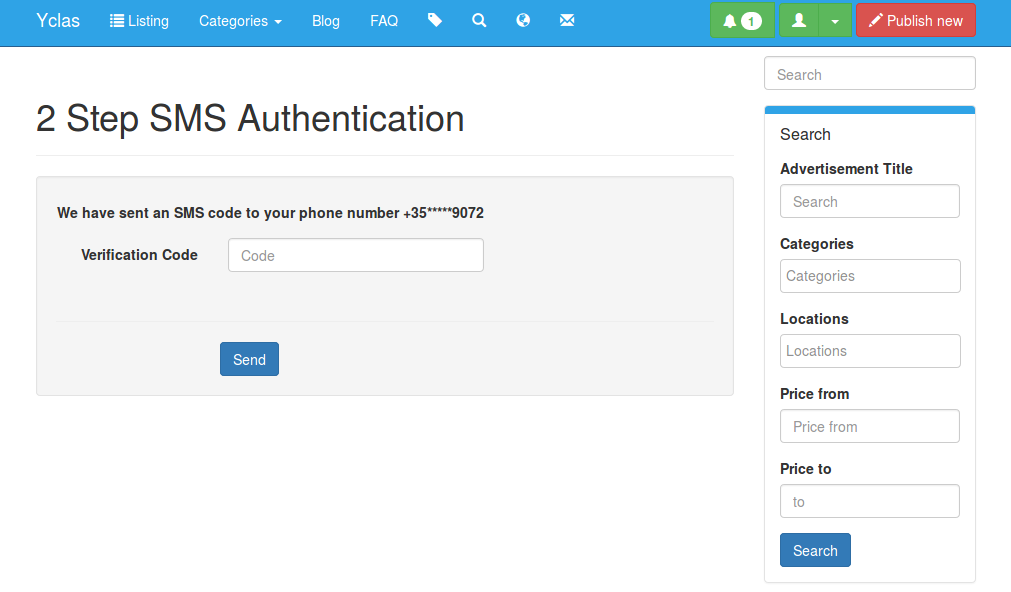 Yclas Listing Categories Blog FAQ 1 Publish new
Search
2 Step SMS Authentication
We have sent an SMS code to your phone number +35*****9072
Verification Code Code
Send
Search
Advertisement Title
Search
Categories
Categories
Locations
Locations
Price from
Price from
Price to
to
Search